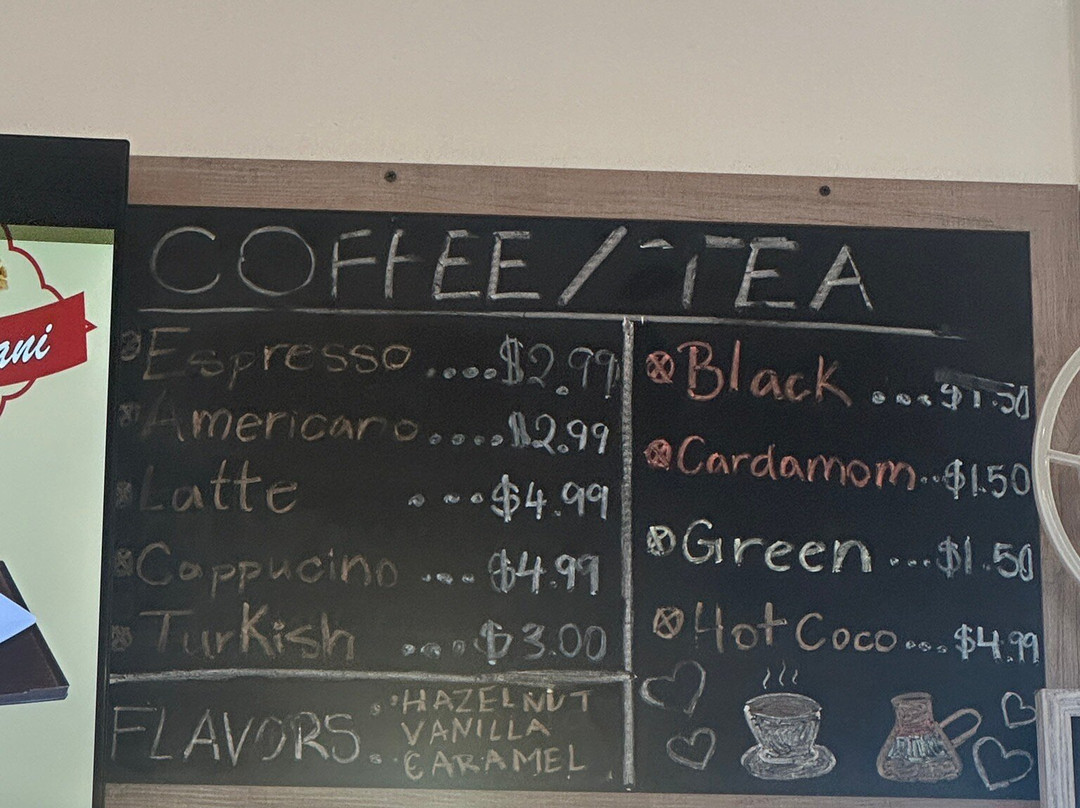 COFFEE/TEA
Espresso ....$2.99
Americano ....$2.99
Latte ....$4.99
Cappucino ....$4.99
Turkish ....$3.00
Black ...$1.50
Cardamom..$1.50
Green ...$1.50
Hot Coco...$4.99
FLAVORS
·HAZELNUT
VANILLA
·CARAMEL
ani